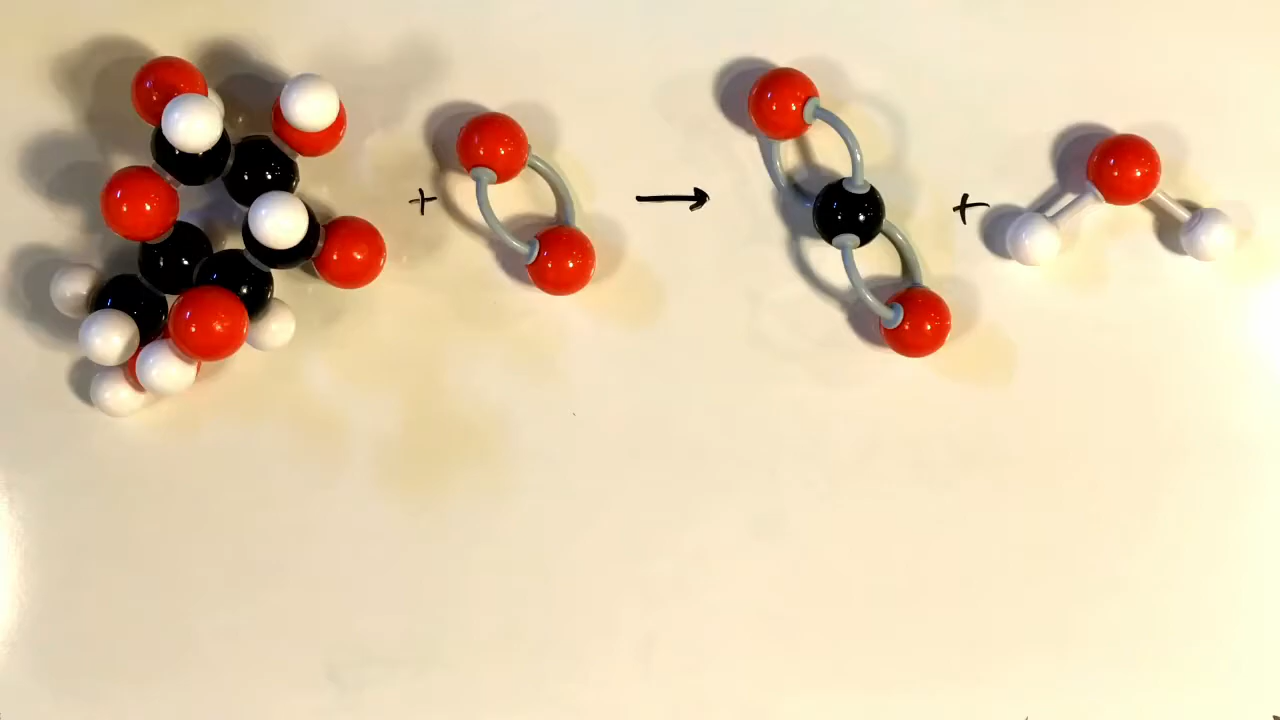 + → +